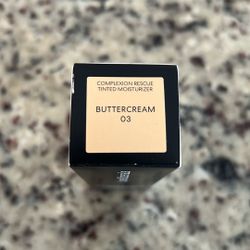 COMPLEXION RESCUE
TINTED MOISTURIZER
BUTTERCREAM
03